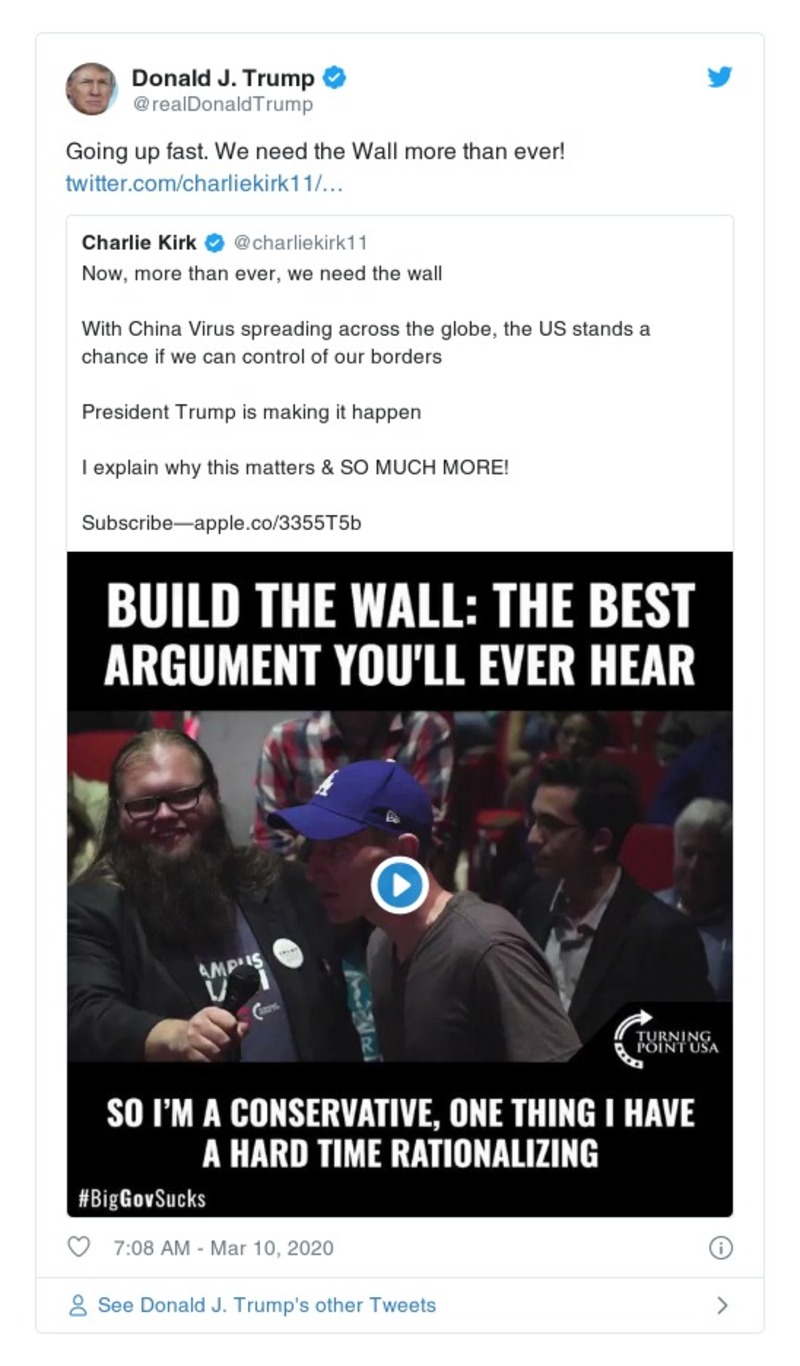 Donald J. Trump
@realDonaldTrump
Going up fast. We need the Wall more than ever!
twitter.com/charliekirk11/...
Charlie Kirk @charliekirk11
Now, more than ever, we need the wall
With China Virus spreading across the globe, the US stands a
chance if we can control of our borders
President Trump is making it happen
I explain why this matters & SO MUCH MORE!
Subscribe—apple.co/3355T5b
BUILD THE WALL: THE BEST
ARGUMENT YOU'LL EVER HEAR
LA
AMPUS
TURNING
POINT USA
SO I'M A CONSERVATIVE, ONE THING I HAVE
A HARD TIME RATIONALIZING
#BigGovSucks
7:08 AM - Mar 10, 2020
See Donald J. Trump's other Tweets